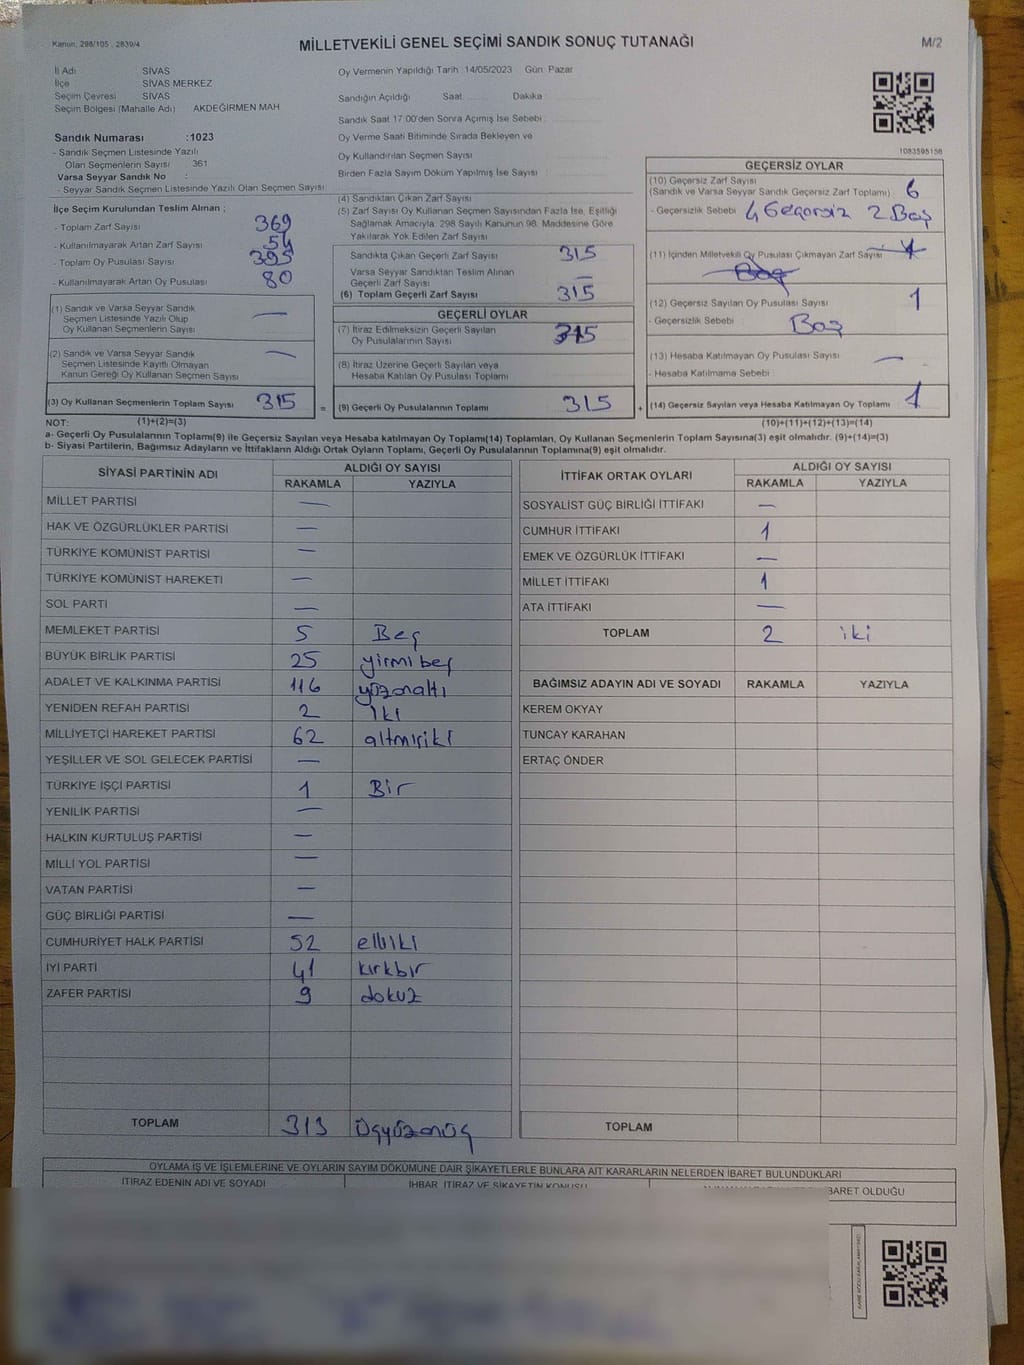 Kanun: 298/105 , 2839/4
MİLLETVEKİLİ GENEL SEÇİMİ SANDIK SONUÇ TUTANAĞI
M/2
İl Adı SİVAS
İlçe SİVAS MERKEZ
Seçim Çevresi SİVAS
Seçim Bölgesi (Mahalle Adı) AKDEĞİRMEN MAH
Sandık Numarası :1023
- Sandık Seçmen Listesinde Yazılı
Olan Seçmenlerin Sayısı : 361
Varsa Seyyar Sandık No :
- Seyyar Sandık Seçmen Listesinde Yazılı Olan Seçmen Sayısı:
Oy Vermenin Yapıldığı Tarih :14/05/2023 Gün: Pazar
Sandığın Açıldığı Saat: Dakika:
Sandık Saat 17:00'den Sonra Açımış İse Sebebi :
Oy Verme Saati Bitiminde Sırada Bekleyen ve
Oy Kullandırılan Seçmen Sayısı
Birden Fazla Sayım Döküm Yapılmış İse Sayısı :
1083595156
İlçe Seçim Kurulundan Teslim Alınan ;
- Toplam Zarf Sayısı 369
- Kullanılmayarak Artan Zarf Sayısı 54
- Toplam Oy Pusulası Sayısı 395
- Kullanılmayarak Artan Oy Pusulası 80
(1) Sandık ve Varsa Seyyar Sandık
Seçmen Listesinde Yazılı Olup
Oy Kullanan Seçmenlerin Sayısı —
(2) Sandık ve Varsa Seyyar Sandık
Seçmen Listesinde Kayıtlı Olmayan
Kanun Gereği Oy Kullanan Seçmen Sayısı —
(3) Oy Kullanan Seçmenlerin Toplam Sayısı 315 =
(4) Sandıktan Çıkan Zarf Sayısı
(5) Zarf Sayısı Oy Kullanan Seçmen Sayısından Fazla İse, Eşitliği
Sağlamak Amacıyla, 298 Sayılı Kanunun 98. Maddesine Göre
Yakılarak Yok Edilen Zarf Sayısı
Sandıkta Çıkan Geçerli Zarf Sayısı 315
Varsa Seyyar Sandıktan Teslim Alınan
Geçerli Zarf Sayısı —
(6) Toplam Geçerli Zarf Sayısı 315
GEÇERLİ OYLAR
(7) İtiraz Edilmeksizin Geçerli Sayılan
Oy Pusulalarının Sayısı 315
(8) İtiraz Üzerine Geçerli Sayılan veya
Hesaba Katılan Oy Pusulası Toplamı
(9) Geçerli Oy Pusulalarının Toplamı 315 +
GEÇERSİZ OYLAR
(10) Geçersiz Zarf Sayısı
(Sandık ve Varsa Seyyar Sandık Geçersiz Zarf Toplamı) 6
- Geçersizlik Sebebi 4 Geçersiz 2 Boş
(11) İçinden Milletvekili Oy Pusulası Çıkmayan Zarf Sayısı
(12) Geçersiz Sayılan Oy Pusulası Sayısı 1
- Geçersizlik Sebebi : Boş
(13) Hesaba Katılmayan Oy Pusulası Sayısı —
- Hesaba Katılmama Sebebi
(14) Geçersiz Sayılan veya Hesaba Katılmayan Oy Toplamı 1
NOT: (1)+(2)=(3) (10)+(11)+(12)+(13)=(14)
a- Geçerli Oy Pusulalarının Toplamı(9) ile Geçersiz Sayılan veya Hesaba katılmayan Oy Toplamı(14) Toplamları, Oy Kullanan Seçmenlerin Toplam Sayısına(3) eşit olmalıdır. (9)+(14)=(3)
b- Siyasi Partilerin, Bağımsız Adayların ve İttifakların Aldığı Ortak Oyların Toplamı, Geçerli Oy Pusulalarının Toplamına(9) eşit olmalıdır.
SİYASİ PARTİNİN ADI ALDIĞI OY SAYISI
RAKAMLA YAZIYLA
MİLLET PARTİSİ —
HAK VE ÖZGÜRLÜKLER PARTİSİ —
TÜRKİYE KOMÜNİST PARTİSİ —
TÜRKİYE KOMÜNİST HAREKETİ —
SOL PARTİ —
MEMLEKET PARTİSİ 5 Beş
BÜYÜK BİRLİK PARTİSİ 25 yirmi beş
ADALET VE KALKINMA PARTİSİ 116 yüzonaltı
YENİDEN REFAH PARTİSİ 2 İki
MİLLİYETÇİ HAREKET PARTİSİ 62 altmışiki
YEŞİLLER VE SOL GELECEK PARTİSİ —
TÜRKİYE İŞÇİ PARTİSİ 1 Bir
YENİLİK PARTİSİ —
HALKIN KURTULUŞ PARTİSİ —
MİLLİ YOL PARTİSİ —
VATAN PARTİSİ —
GÜÇ BİRLİĞİ PARTİSİ —
CUMHURİYET HALK PARTİSİ 52 elliiki
İYİ PARTİ 41 kırkbir
ZAFER PARTİSİ 9 dokuz
TOPLAM 313 Üçyüzonüç
İTTİFAK ORTAK OYLARI ALDIĞI OY SAYISI
RAKAMLA YAZIYLA
SOSYALİST GÜÇ BİRLİĞİ İTTİFAKI —
CUMHUR İTTİFAKI 1
EMEK VE ÖZGÜRLÜK İTTİFAKI —
MİLLET İTTİFAKI 1
ATA İTTİFAKI —
TOPLAM 2 iki
BAĞIMSIZ ADAYIN ADI VE SOYADI RAKAMLA YAZIYLA
KEREM OKYAY
TUNCAY KARAHAN
ERTAÇ ÖNDER
TOPLAM
OYLAMA İŞ VE İŞLEMLERİNE VE OYLARIN SAYIM DÖKÜMÜNE DAİR ŞİKAYETLERLE BUNLARA AİT KARARLARIN NELERDEN İBARET BULUNDUKLARI
İTİRAZ EDENİN ADI VE SOYADI İHBAR, İTİRAZ VE ŞİKAYETİN KONUSU İBARET OLDUĞU